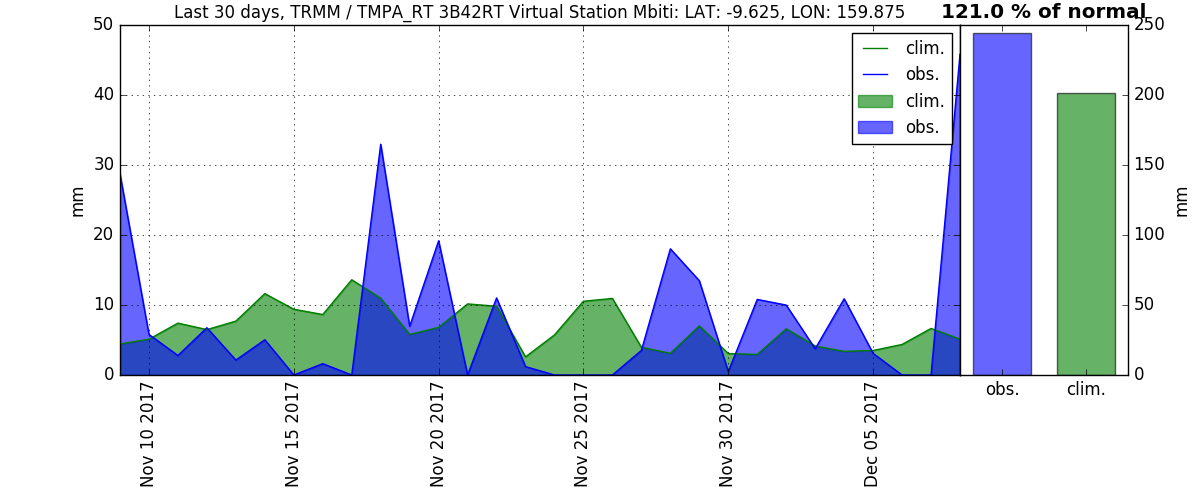 Last 30 days, TRMM / TMPA_RT 3B42RT Virtual Station Mbiti: LAT: -9.625, LON: 159.875
121.0 % of normal
50
40
30
20
10
0
mm
clim.
obs.
clim.
obs.
250
200
150
100
50
0
mm
obs.
clim.
Nov 10 2017
Nov 15 2017
Nov 20 2017
Nov 25 2017
Nov 30 2017
Dec 05 2017